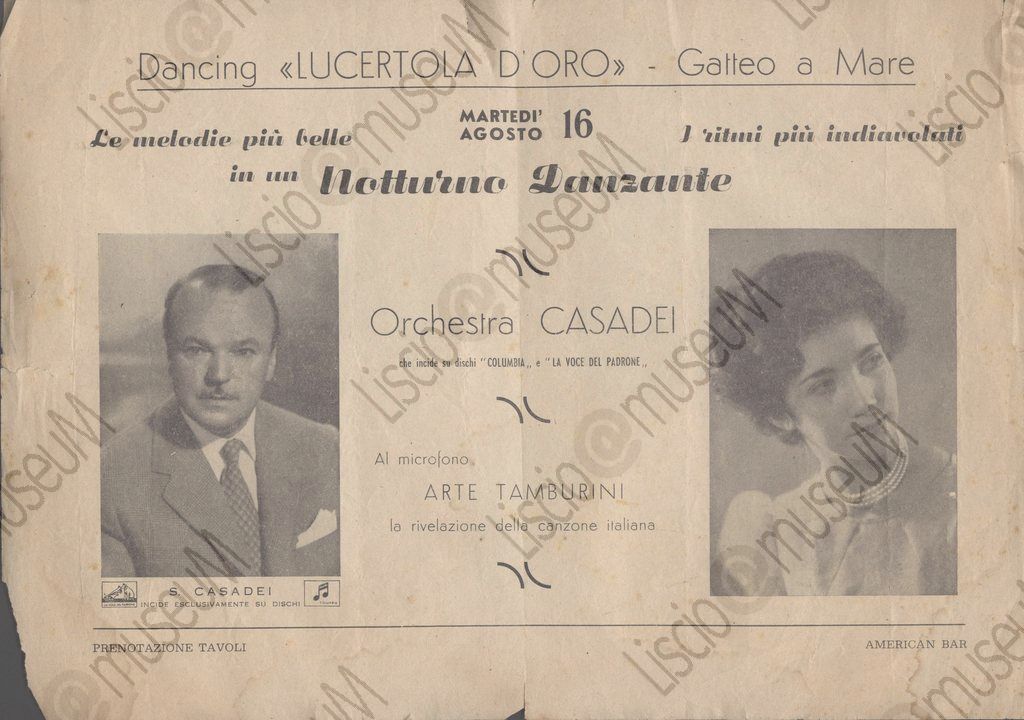 Dancing «LUCERTOLA D'ORO» - Gatteo a Mare
MARTEDI' AGOSTO 16
Le melodie più belle
I ritmi più indiavolati
in un Notturno Danzante
Orchestra CASADEI
che incide su dischi "COLUMBIA„ e "LA VOCE DEL PADRONE„
Al microfono
ARTE TAMBURINI
la rivelazione della canzone italiana
S. CASADEI
INCIDE ESCLUSIVAMENTE SU DISCHI
PRENOTAZIONE TAVOLI
AMERICAN BAR
Liscio@museuM